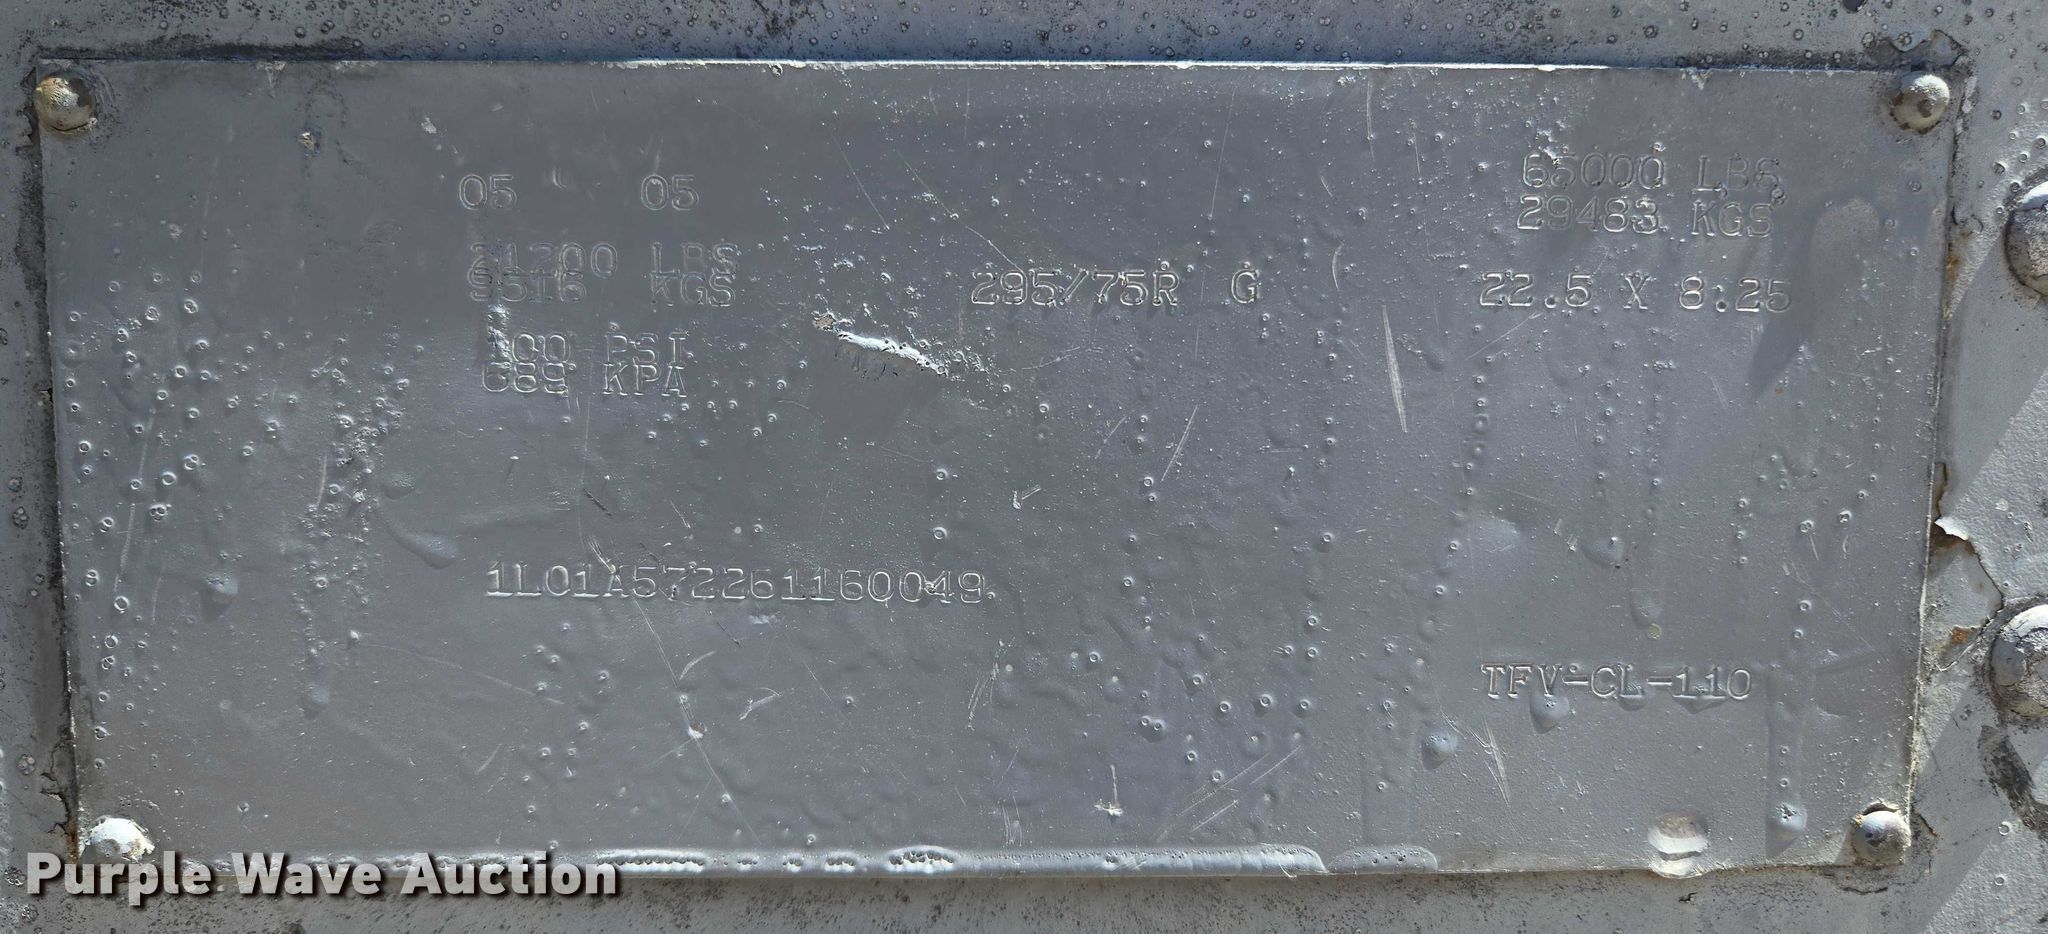 05 05
65000 LBS
29483 KGS
21200 LBS
9616 KGS
295/75R G
22.5 X 8.25
100 PSI
689 KPA
1L01A572261160049
TFV-CL-110
Purple Wave Auction